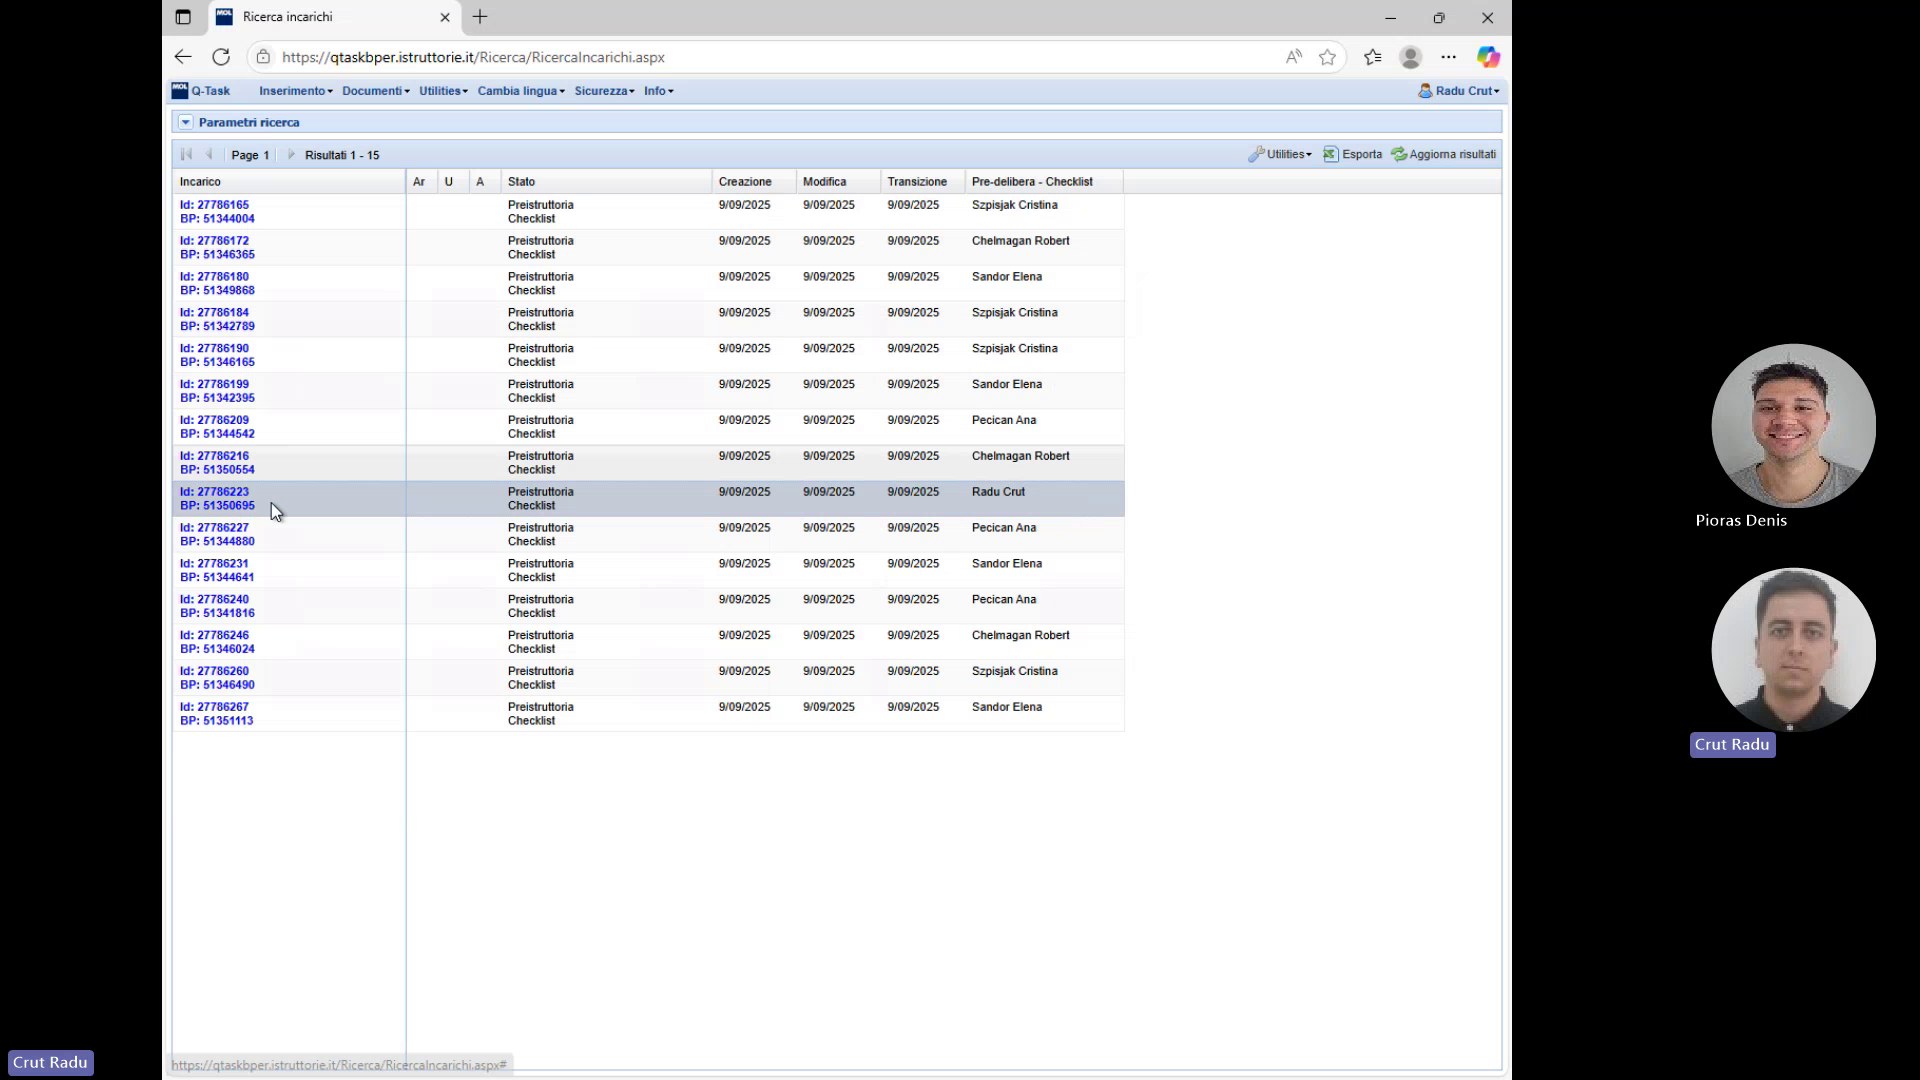 MOL Ricerca incarichi
https://qtaskbper.istruttorie.it/Ricerca/RicercaIncarichi.aspx
MOL Q-Task Inserimento Documenti Utilities Cambia lingua Sicurezza Info Radu Crut
Parametri ricerca
Page 1 Risultati 1 - 15 Utilities Esporta Aggiorna risultati
Incarico Ar U A Stato Creazione Modifica Transizione Pre-delibera - Checklist
Id: 27786165 Preistruttoria 9/09/2025 9/09/2025 9/09/2025 Szpisjak Cristina
BP: 51344004 Checklist
Id: 27786172 Preistruttoria 9/09/2025 9/09/2025 9/09/2025 Chelmagan Robert
BP: 51346365 Checklist
Id: 27786180 Preistruttoria 9/09/2025 9/09/2025 9/09/2025 Sandor Elena
BP: 51349868 Checklist
Id: 27786184 Preistruttoria 9/09/2025 9/09/2025 9/09/2025 Szpisjak Cristina
BP: 51342789 Checklist
Id: 27786190 Preistruttoria 9/09/2025 9/09/2025 9/09/2025 Szpisjak Cristina
BP: 51346165 Checklist
Id: 27786199 Preistruttoria 9/09/2025 9/09/2025 9/09/2025 Sandor Elena
BP: 51342395 Checklist
Id: 27786209 Preistruttoria 9/09/2025 9/09/2025 9/09/2025 Pecican Ana
BP: 51344542 Checklist
Id: 27786216 Preistruttoria 9/09/2025 9/09/2025 9/09/2025 Chelmagan Robert
BP: 51350554 Checklist
Id: 27786223 Preistruttoria 9/09/2025 9/09/2025 9/09/2025 Radu Crut
BP: 51350695 Checklist
Id: 27786227 Preistruttoria 9/09/2025 9/09/2025 9/09/2025 Pecican Ana
BP: 51344880 Checklist
Id: 27786231 Preistruttoria 9/09/2025 9/09/2025 9/09/2025 Sandor Elena
BP: 51344641 Checklist
Id: 27786240 Preistruttoria 9/09/2025 9/09/2025 9/09/2025 Pecican Ana
BP: 51341816 Checklist
Id: 27786246 Preistruttoria 9/09/2025 9/09/2025 9/09/2025 Chelmagan Robert
BP: 51346024 Checklist
Id: 27786260 Preistruttoria 9/09/2025 9/09/2025 9/09/2025 Szpisjak Cristina
BP: 51346490 Checklist
Id: 27786267 Preistruttoria 9/09/2025 9/09/2025 9/09/2025 Sandor Elena
BP: 51351113 Checklist
https://qtaskbper.istruttorie.it/Ricerca/RicercaIncarichi.aspx#
Pioras Denis
Crut Radu
Crut Radu